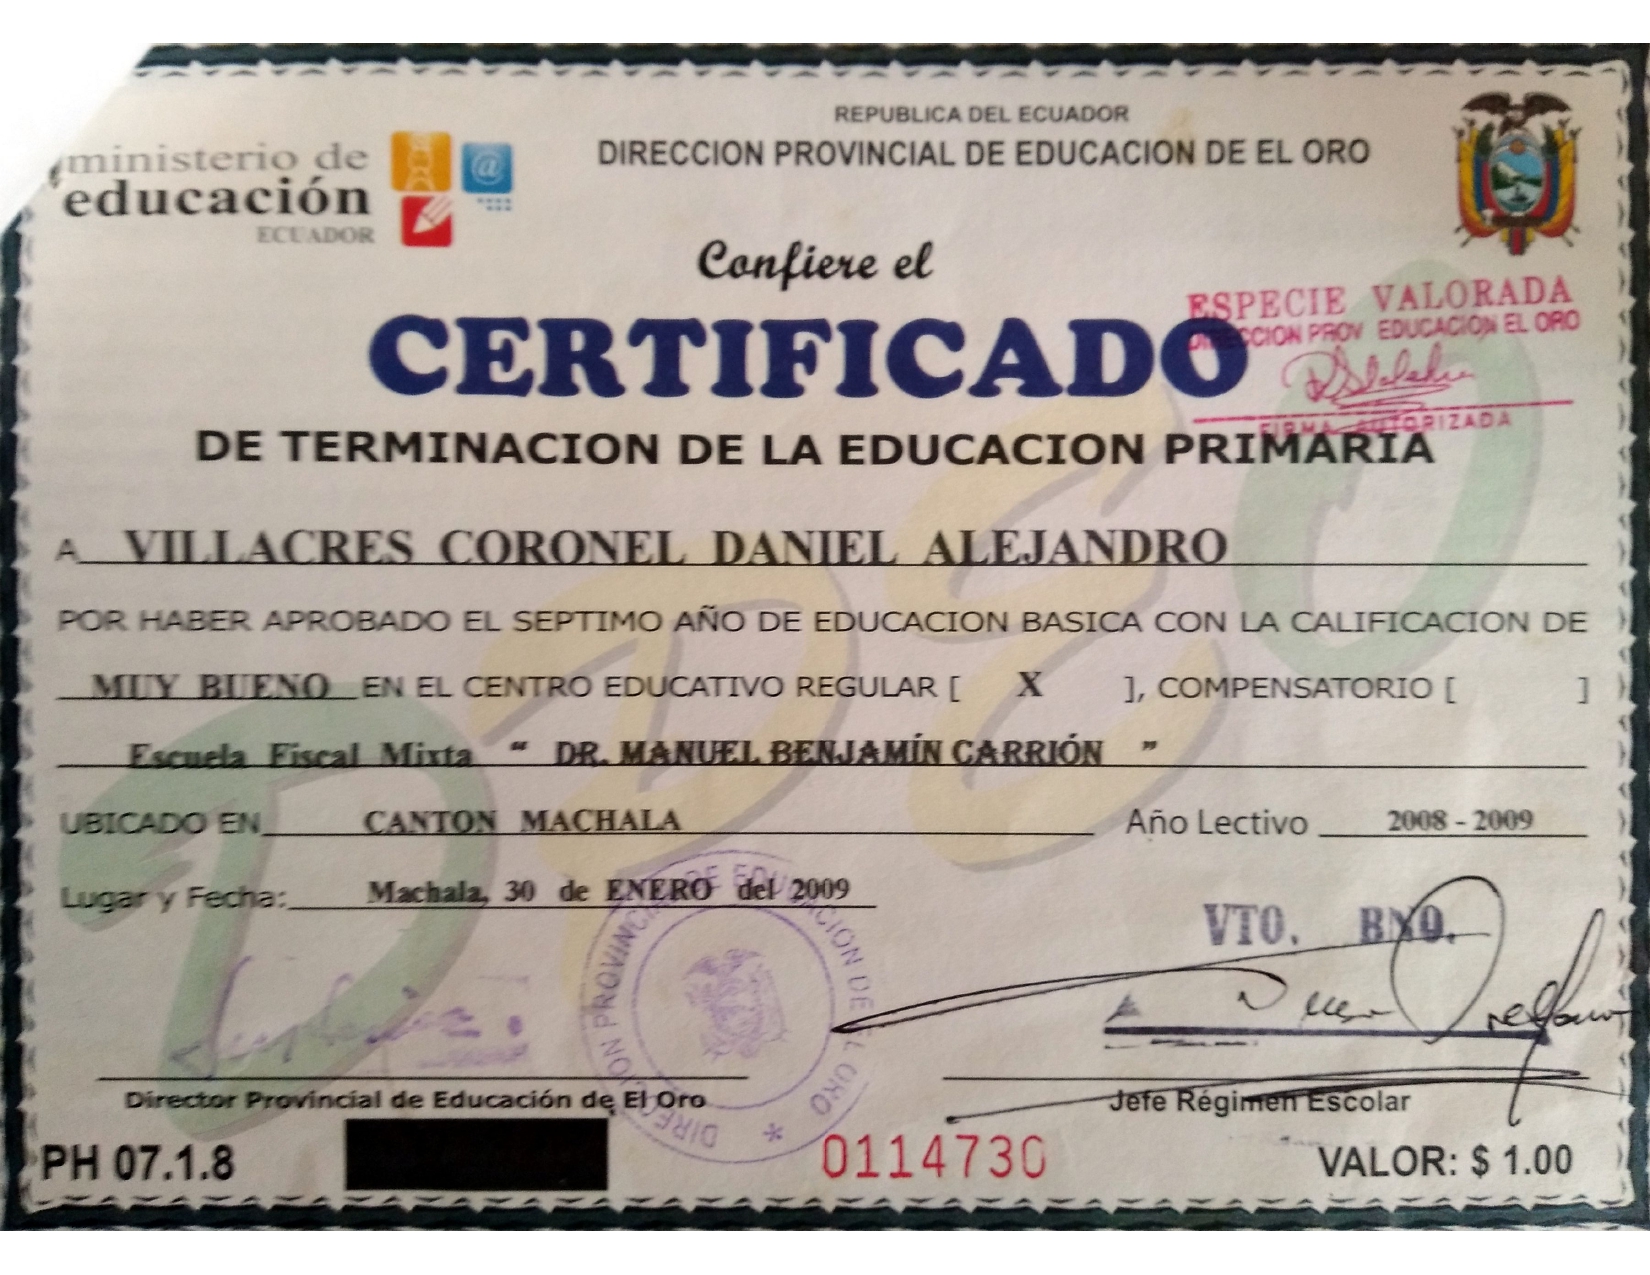 REPUBLICA DEL ECUADOR
DIRECCION PROVINCIAL DE EDUCACION DE EL ORO
ministerio de
educación
ECUADOR
@
Confiere el
ESPECIE VALORADA
DIRECCION PROV EDUCACION EL ORO
CERTIFICADO
FIRMA AUTORIZADA
DE TERMINACION DE LA EDUCACION PRIMARIA
A VILLACRES CORONEL DANIEL ALEJANDRO
POR HABER APROBADO EL SEPTIMO AÑO DE EDUCACION BASICA CON LA CALIFICACION DE
MUY BUENO EN EL CENTRO EDUCATIVO REGULAR [ X ], COMPENSATORIO [ ]
Escuela Fiscal Mixta “ DR. MANUEL BENJAMÍN CARRIÓN ”
UBICADO EN CANTON MACHALA Año Lectivo 2008 - 2009
Lugar y Fecha: Machala, 30 de ENERO del 2009
VTO. BNO.
DIRECCION PROVINCIAL DE EDUCACION DE EL ORO *
Director Provincial de Educación de El Oro
Jefe Régimen Escolar
PH 07.1.8
0114730
VALOR: $ 1.00
DPEO